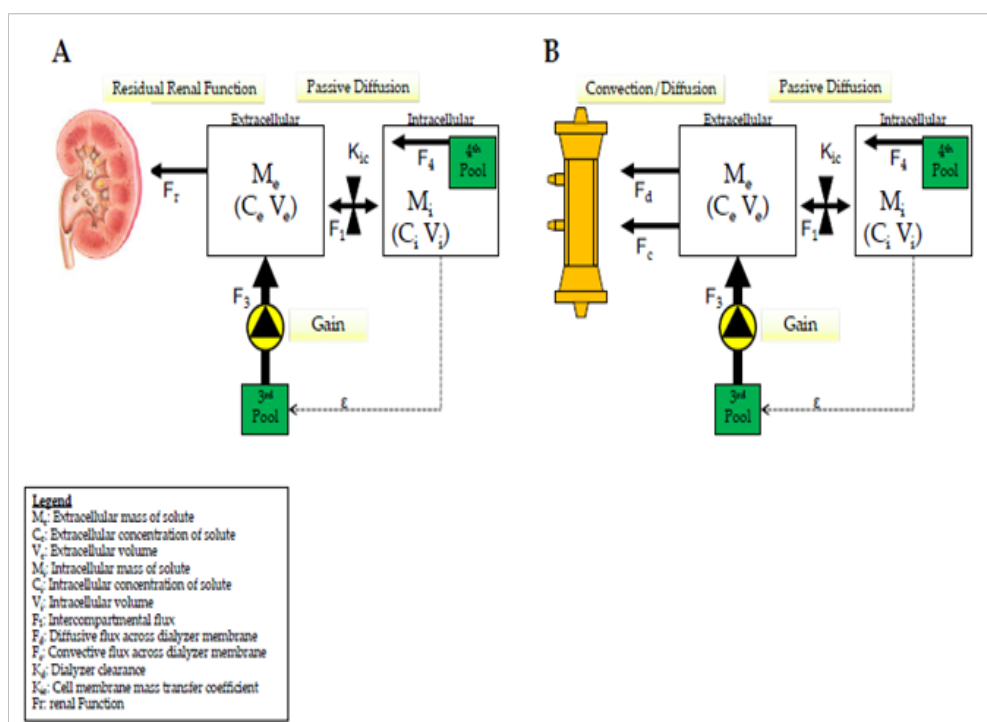 A
Residual Renal Function
Passive Diffusion
Extracellular
Intracellular
4th
Pool
F4
Kic
Me
(Ce Ve)
Mi
(Ci Vi)
Fr
F1
F3
Gain
3rd
Pool
ε
B
Convection/Diffusion
Passive Diffusion
Extracellular
Intracellular
4th
Pool
F4
Kic
Me
(Ce Ve)
Mi
(Ci Vi)
Fd
Fc
F1
F3
Gain
3rd
Pool
ε
Legend
Me: Extracellular mass of solute
Ce: Extracellular concentration of solute
Ve: Extracellular volume
Mi: Intracellular mass of solute
Ci: Intracellular concentration of solute
Vi: Intracellular volume
F1: Intercompartmental flux
Fd: Diffusive flux across dialyzer membrane
Fc: Convective flux across dialyzer membrane
Kd: Dialyzer clearance
Kic: Cell membrane mass transfer coefficient
Fr: renal Function